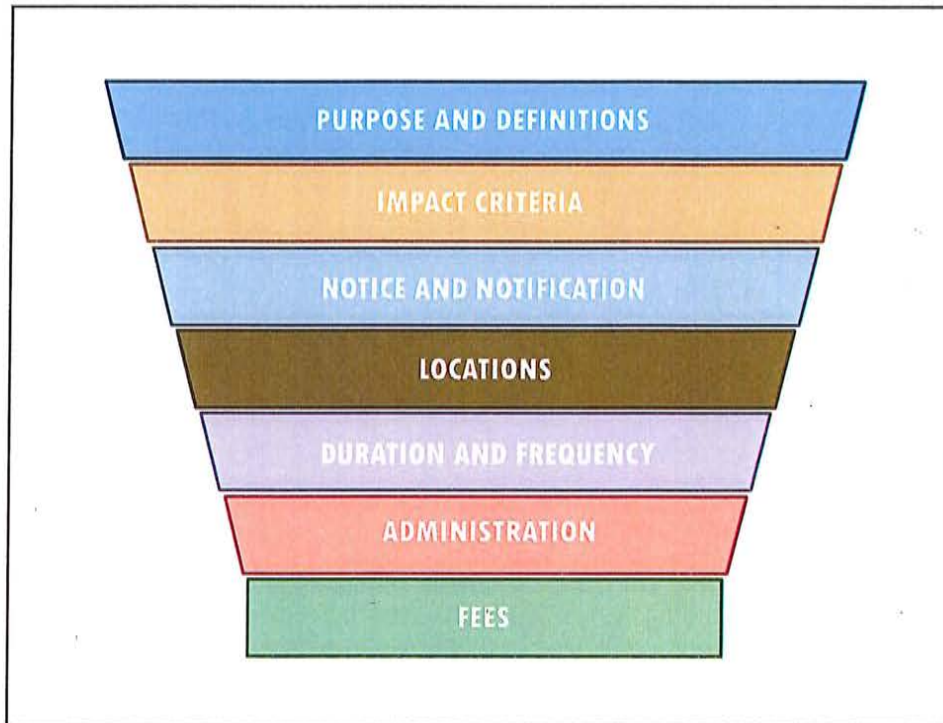 PURPOSE AND DEFINITIONS
IMPACT CRITERIA
NOTICE AND NOTIFICATION
LOCATIONS
DURATION AND FREQUENCY
ADMINISTRATION
FEES